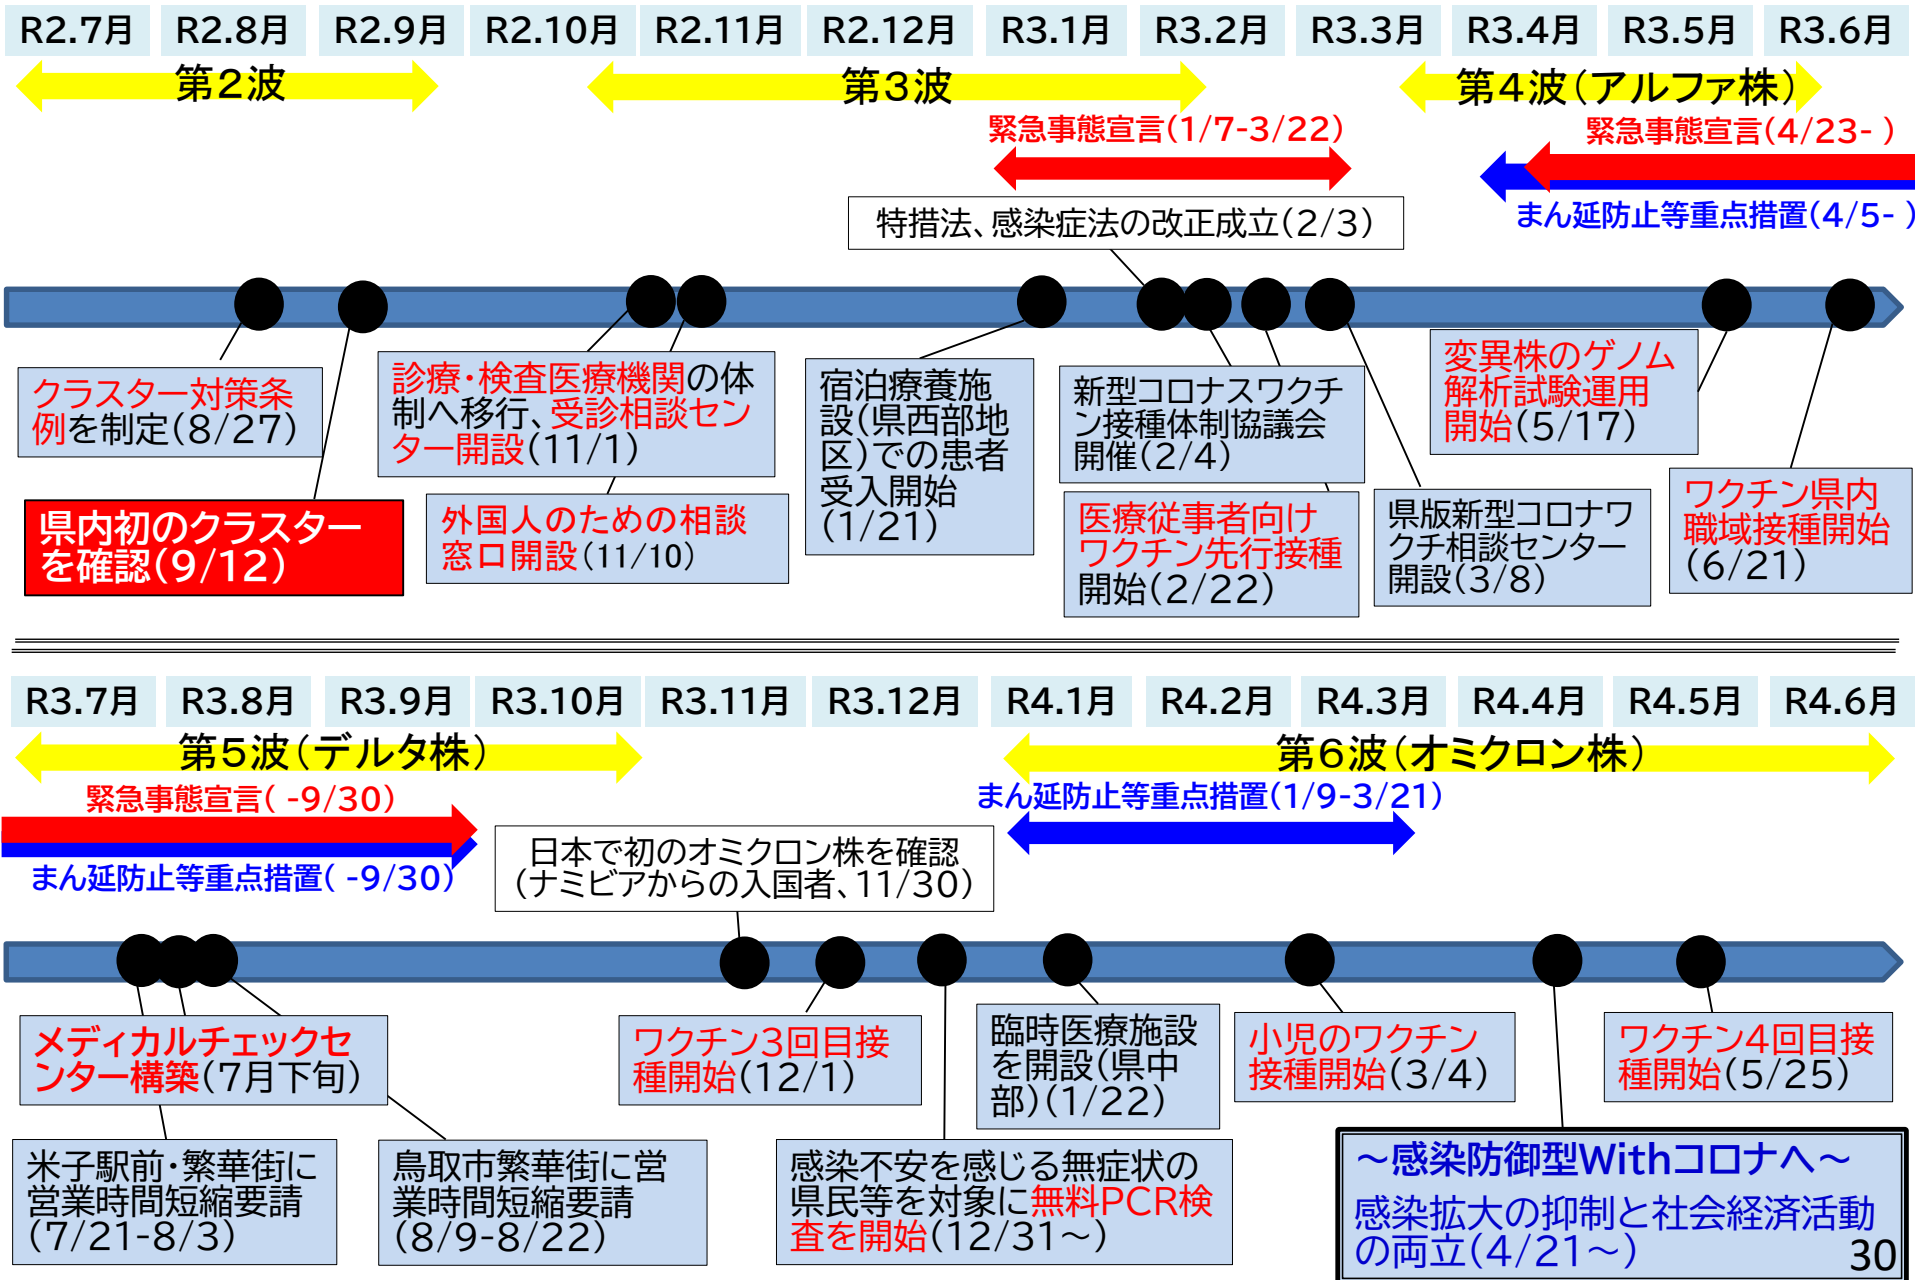 R2.7月 R2.8月 R2.9月 R2.10月 R2.11月 R2.12月 R3.1月 R3.2月 R3.3月 R3.4月 R3.5月 R3.6月
第2波
第3波
第4波(アルファ株)
緊急事態宣言(1/7-3/22)
緊急事態宣言(4/23- )
特措法、感染症法の改正成立(2/3)
まん延防止等重点措置(4/5- )
クラスター対策条
例を制定(8/27)
県内初のクラスター
を確認(9/12)
診療・検査医療機関の体
制へ移行、受診相談セン
ター開設(11/1)
外国人のための相談
窓口開設(11/10)
宿泊療養施
設(県西部地
区)での患者
受入開始
(1/21)
新型コロナスワクチ
ン接種体制協議会
開催(2/4)
医療従事者向け
ワクチン先行接種
開始(2/22)
県版新型コロナワ
クチ相談センター
開設(3/8)
変異株のゲノム
解析試験運用
開始(5/17)
ワクチン県内
職域接種開始
(6/21)
R3.7月 R3.8月 R3.9月 R3.10月 R3.11月 R3.12月 R4.1月 R4.2月 R4.3月 R4.4月 R4.5月 R4.6月
第5波(デルタ株)
第6波(オミクロン株)
緊急事態宣言( -9/30)
まん延防止等重点措置(1/9-3/21)
まん延防止等重点措置( -9/30)
日本で初のオミクロン株を確認
(ナミビアからの入国者、11/30)
メディカルチェックセ
ンター構築(7月下旬)
米子駅前・繁華街に
営業時間短縮要請
(7/21-8/3)
鳥取市繁華街に営
業時間短縮要請
(8/9-8/22)
ワクチン3回目接
種開始(12/1)
感染不安を感じる無症状の
県民等を対象に無料PCR検
査を開始(12/31~)
臨時医療施設
を開設(県中
部)(1/22)
小児のワクチン
接種開始(3/4)
ワクチン4回目接
種開始(5/25)
~感染防御型Withコロナへ~
感染拡大の抑制と社会経済活動
の両立(4/21~)
30